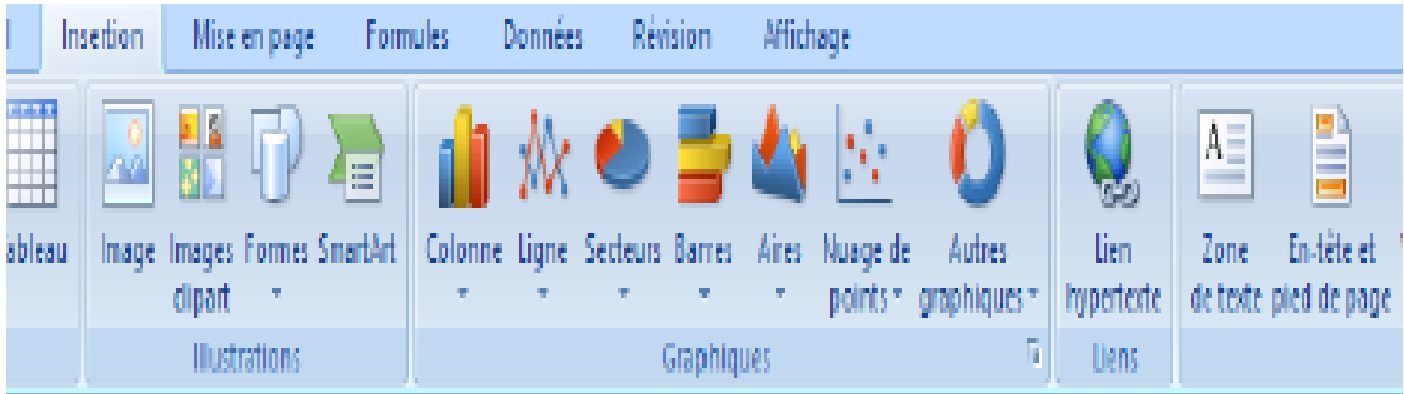 Insertion Mise en page Formules Données Révision Affichage
ableau Image Images Formes SmartArt Colonne Ligne Secteurs Barres Aires Nuage de Autres Lien Zone En-tête et
clipart points graphiques hypertexte de texte pied de page
Illustrations Graphiques Liens